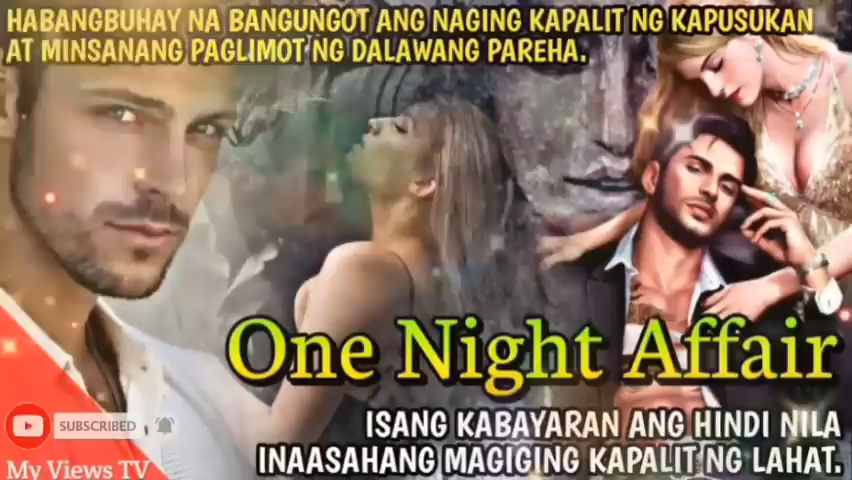 HABANGBUHAY NA BANGUNGOT ANG NAGING KAPALIT NG KAPUSUKAN
AT MINSANANG PAGLIMOT NG DALAWANG PAREHA.
One Night Affair
ISANG KABAYARAN ANG HINDI NILA
INAASAHANG MAGIGING KAPALIT NG LAHAT.
SUBSCRIBED
My Views TV